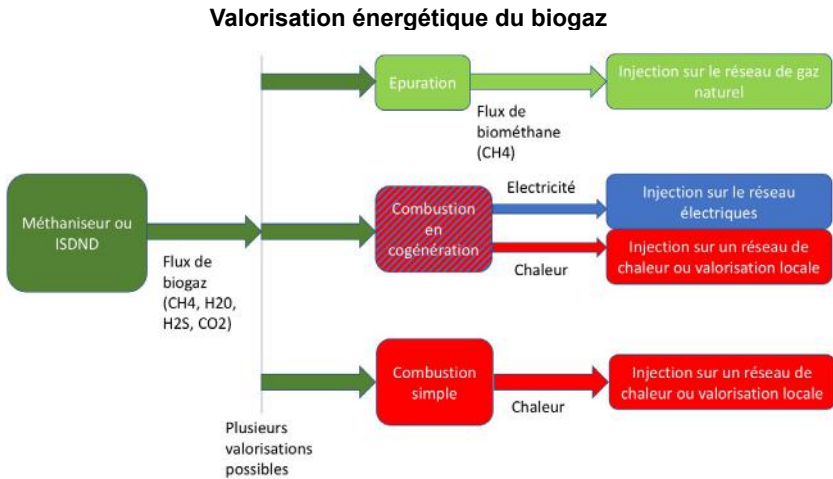 Valorisation énergétique du biogaz
Epuration
Flux de
biométhane
(CH4)
Injection sur le réseau de gaz
naturel
Méthaniseur ou
ISDND
Flux de
biogaz
(CH4, H20,
H2S, CO2)
Combustion
en
cogénération
Electricité
Chaleur
Injection sur le réseau
électriques
Injection sur un réseau de
chaleur ou valorisation locale
Combustion
simple
Chaleur
Injection sur un réseau de
chaleur ou valorisation locale
Plusieurs
valorisations
possibles